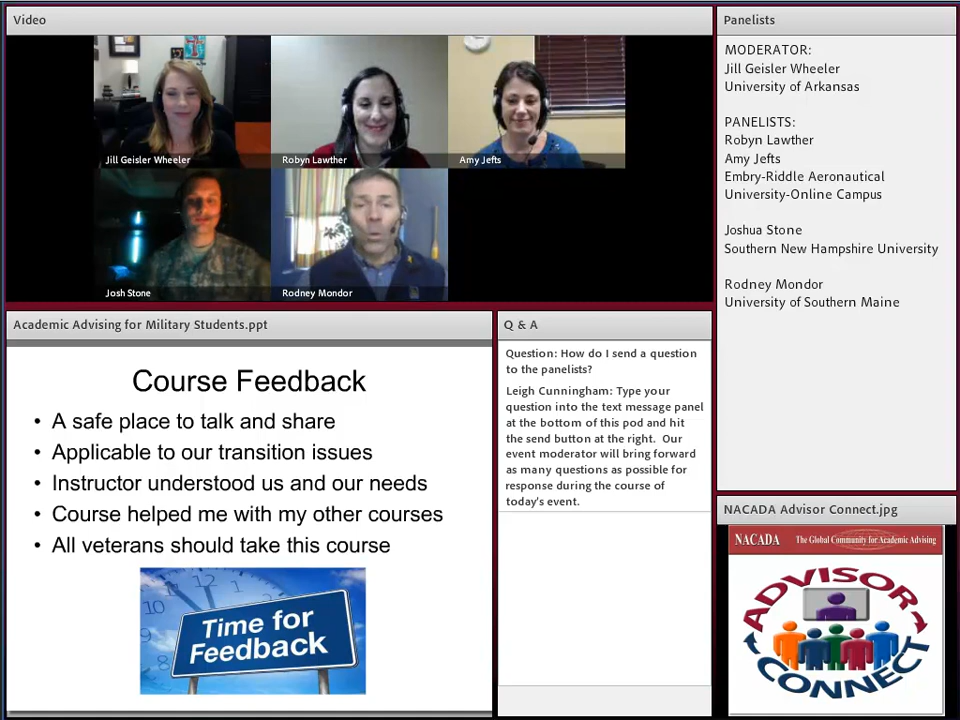 Video
Jill Geisler Wheeler
Robyn Lawther
Amy Jefts
Josh Stone
Rodney Mondor
Panelists
MODERATOR:
Jill Geisler Wheeler
University of Arkansas
PANELISTS:
Robyn Lawther
Amy Jefts
Embry-Riddle Aeronautical
University-Online Campus
Joshua Stone
Southern New Hampshire University
Rodney Mondor
University of Southern Maine
Academic Advising for Military Students.ppt
Course Feedback
• A safe place to talk and share
• Applicable to our transition issues
• Instructor understood us and our needs
• Course helped me with my other courses
• All veterans should take this course
10
12
9
8
Time for
Feedback
Q & A
Question: How do I send a question
to the panelists?
Leigh Cunningham: Type your
question into the text message panel
at the bottom of this pod and hit
the send button at the right. Our
event moderator will bring forward
as many questions as possible for
response during the course of
today's event.
NACADA Advisor Connect.jpg
NACADA The Global Community for Academic Advising
ADVISOR
CONNECT